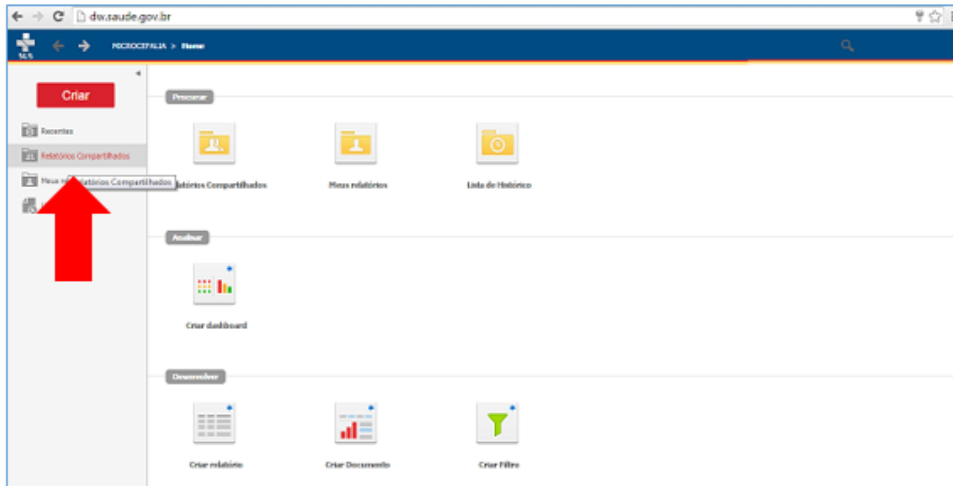 dw.saude.gov.br
SUS
MICROCEFALIA > Home
Criar
Procurar
Recentes
Relatórios Compartilhados
Meus Relatórios Compartilhados
Relatórios Compartilhados
Meus relatórios
Lista de Histórico
Analisar
Criar dashboard
Desenvolver
Criar relatório
Criar Documento
Criar Filtro